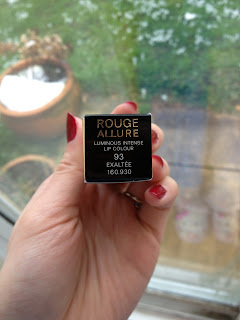 ROUGE
ALLURE
LUMINOUS INTENSE
LIP COLOUR
93
EXALTÉE
160.930